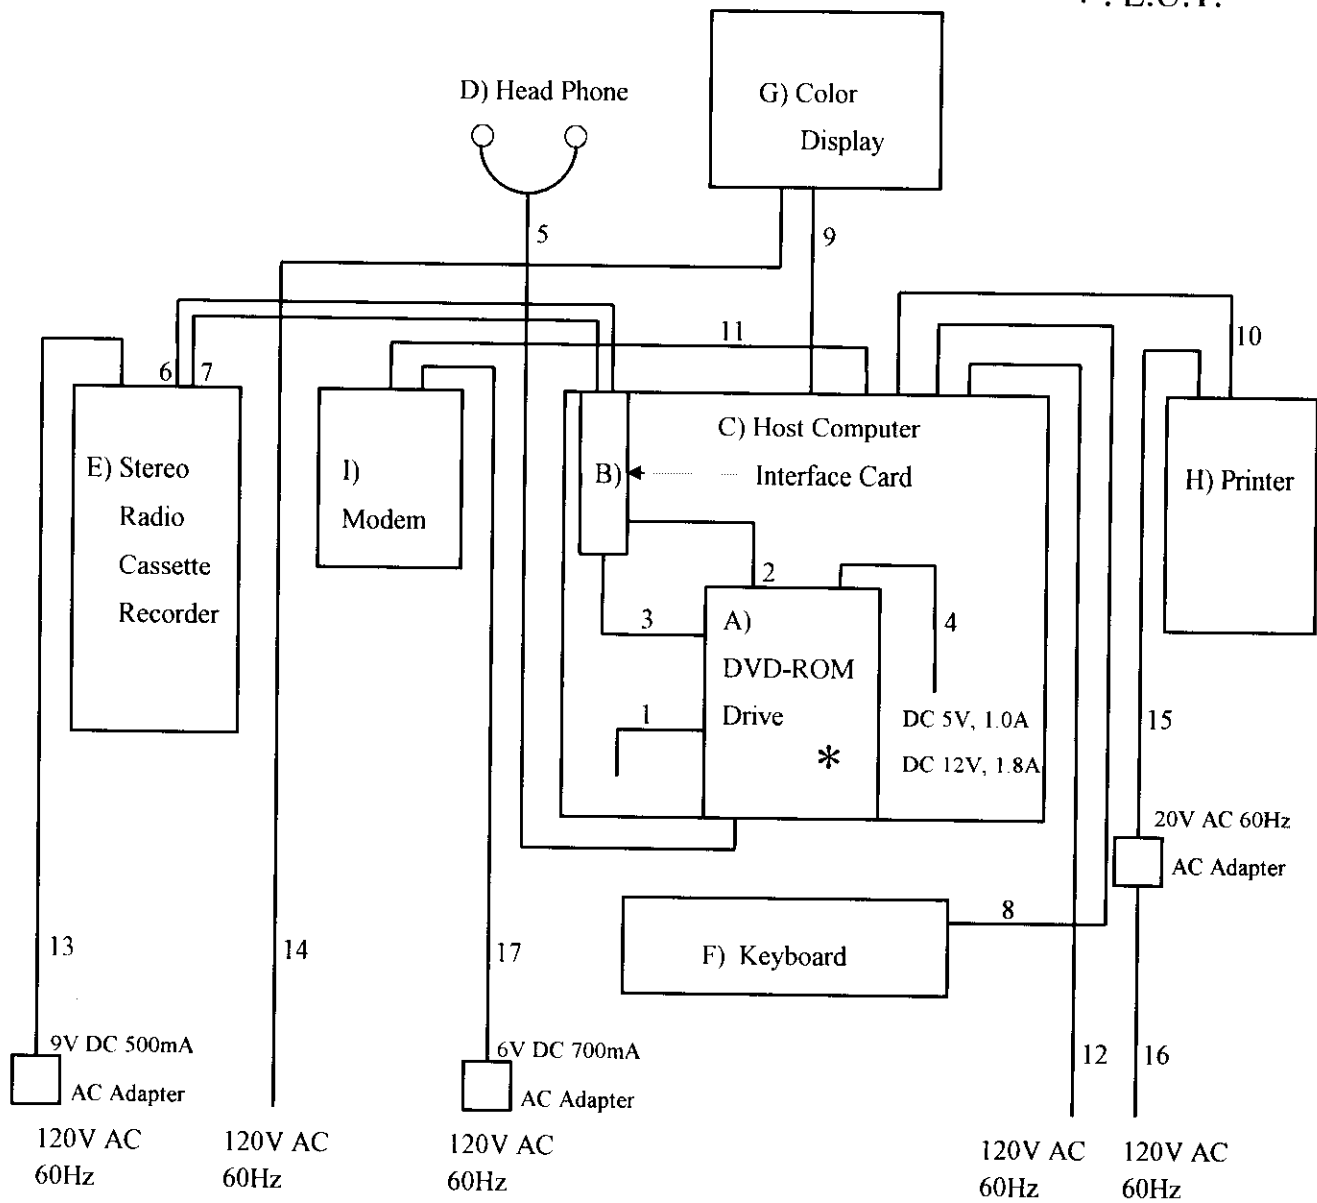 : E.U.T.
D) Head Phone
G) Color
Display
5
9
11
10
6
7
E) Stereo
Radio
Cassette
Recorder
I)
Modem
C) Host Computer
B)
Interface Card
H) Printer
2
3
A)
DVD-ROM
Drive
*
4
1
DC 5V, 1.0A
DC 12V, 1.8A
15
20V AC 60Hz
AC Adapter
8
F) Keyboard
13
14
17
12
16
9V DC 500mA
AC Adapter
6V DC 700mA
AC Adapter
120V AC
60Hz
120V AC
60Hz
120V AC
60Hz
120V AC
60Hz
120V AC
60Hz